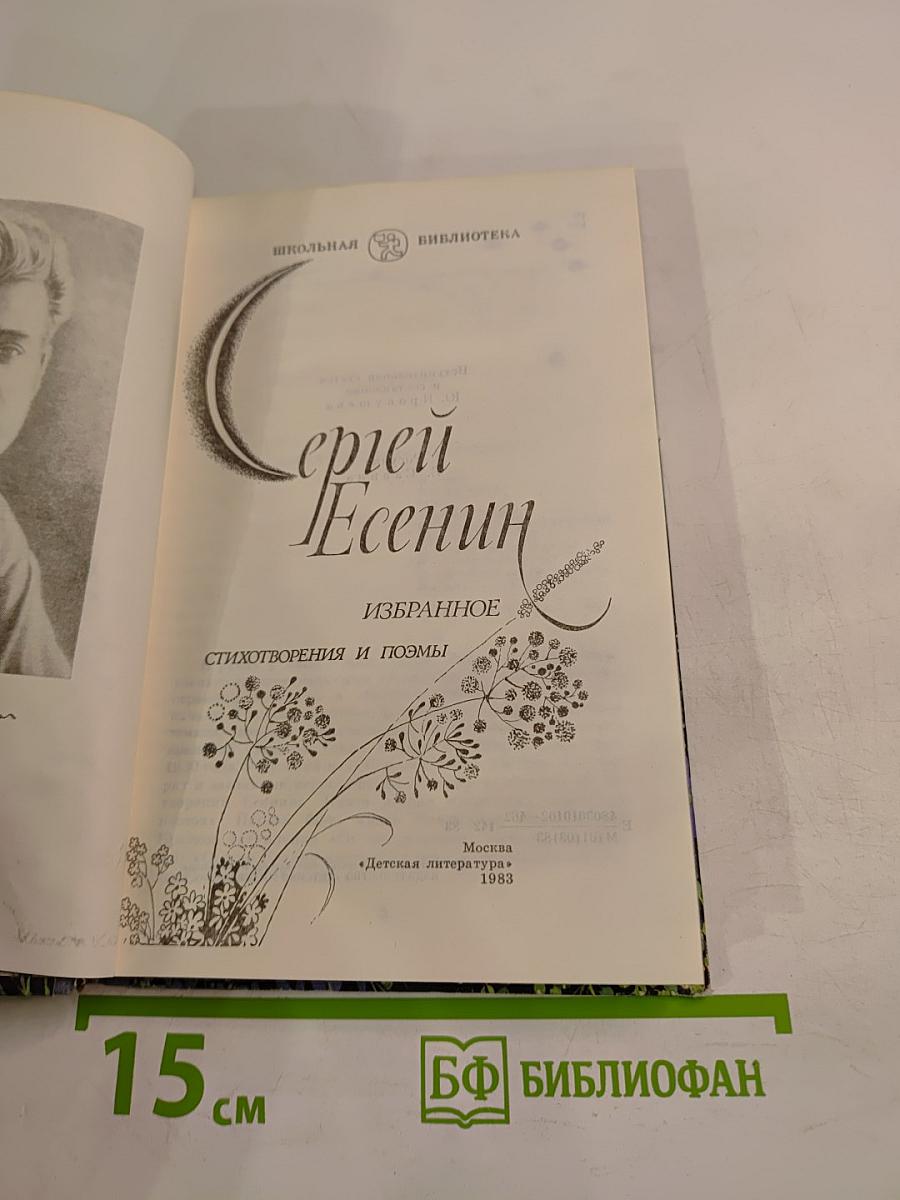 ШКОЛЬНАЯ БИБЛИОТЕКА
Сергей
Есенин
ИЗБРАННОЕ
СТИХОТВОРЕНИЯ И ПОЭМЫ
Москва
«Детская литература»
1983
15 см
БФ БИБЛИОФАН